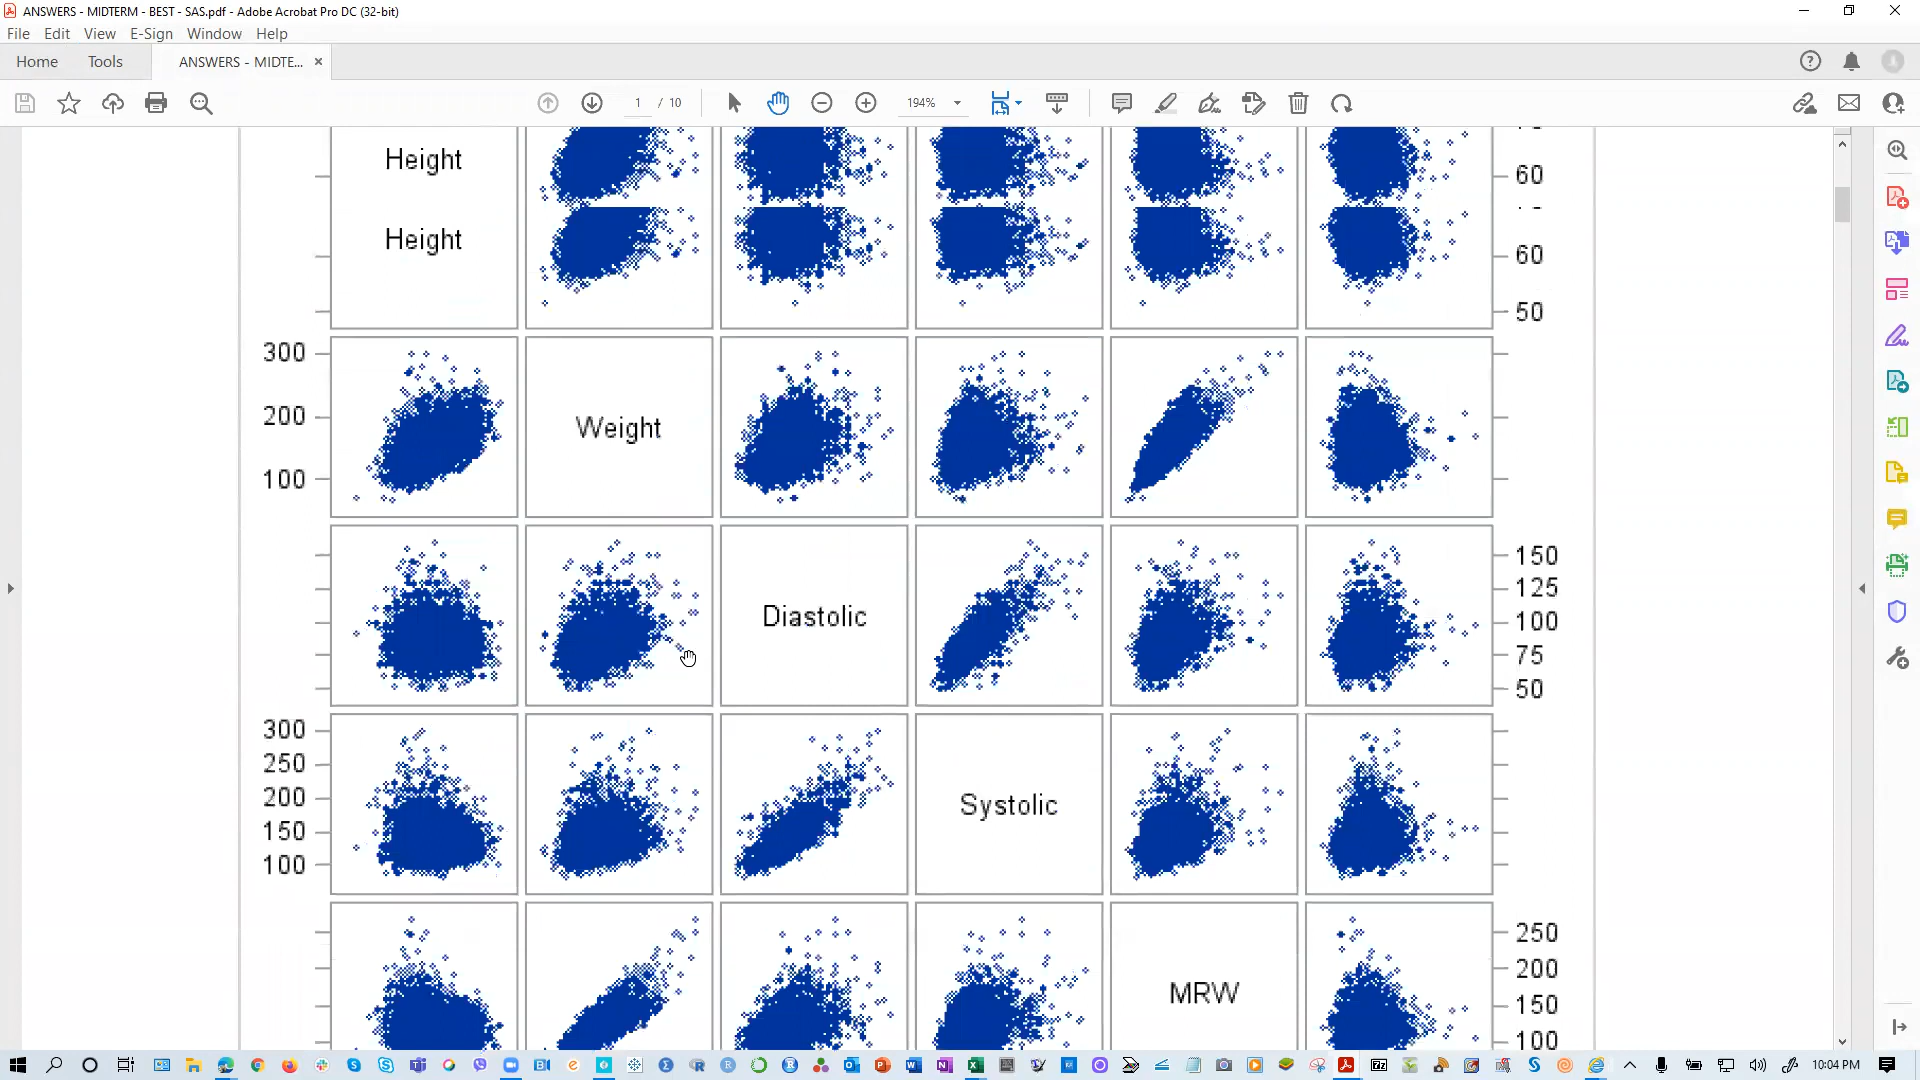 ANSWERS - MIDTERM - BEST - SAS.pdf - Adobe Acrobat Pro DC (32-bit)
File Edit View E-Sign Window Help
Home Tools ANSWERS - MIDTE... ×
1 / 10 194%
Height 60
Height 60
50
300
200 Weight
100
150
125
Diastolic 100
75
50
300
250
200 Systolic
150
100
250
200
MRW
150
100
10:04 PM